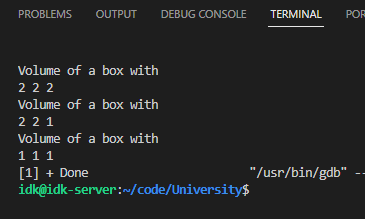 PROBLEMS OUTPUT DEBUG CONSOLE TERMINAL POR
Volume of a box with
2 2 2
Volume of a box with
2 2 1
Volume of a box with
1 1 1
[1] + Done "/usr/bin/gdb" --
idk@idk-server:~/code/University$